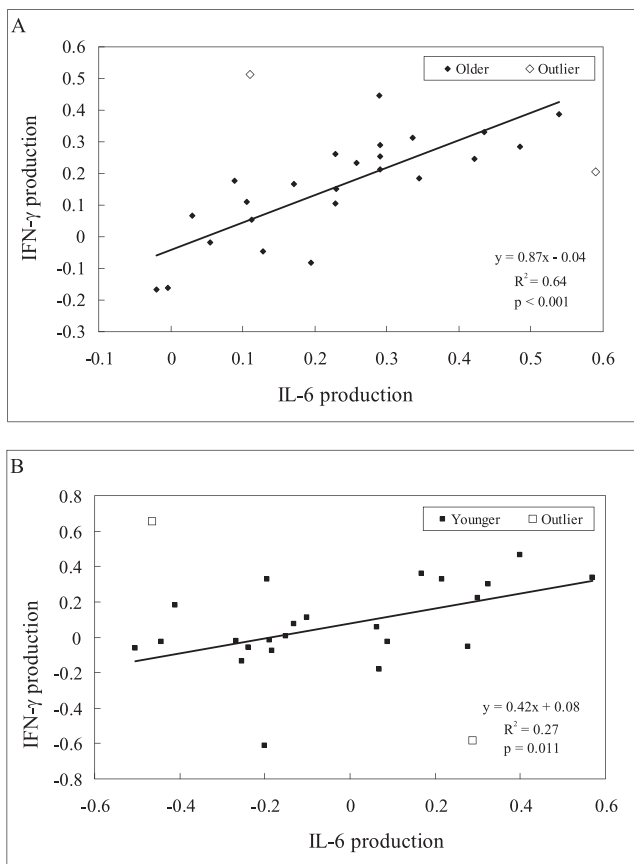 A
0.6
0.5
0.4
0.3
0.2
0.1
0
-0.1
-0.2
-0.3
IFN-γ production
Older Outlier
y = 0.87x - 0.04
R² = 0.64
p < 0.001
-0.1 0 0.1 0.2 0.3 0.4 0.5 0.6
IL-6 production
B
0.8
0.6
0.4
0.2
0
-0.2
-0.4
-0.6
-0.8
IFN-γ production
Younger Outlier
y = 0.42x + 0.08
R² = 0.27
p = 0.011
-0.6 -0.4 -0.2 0 0.2 0.4 0.6
IL-6 production